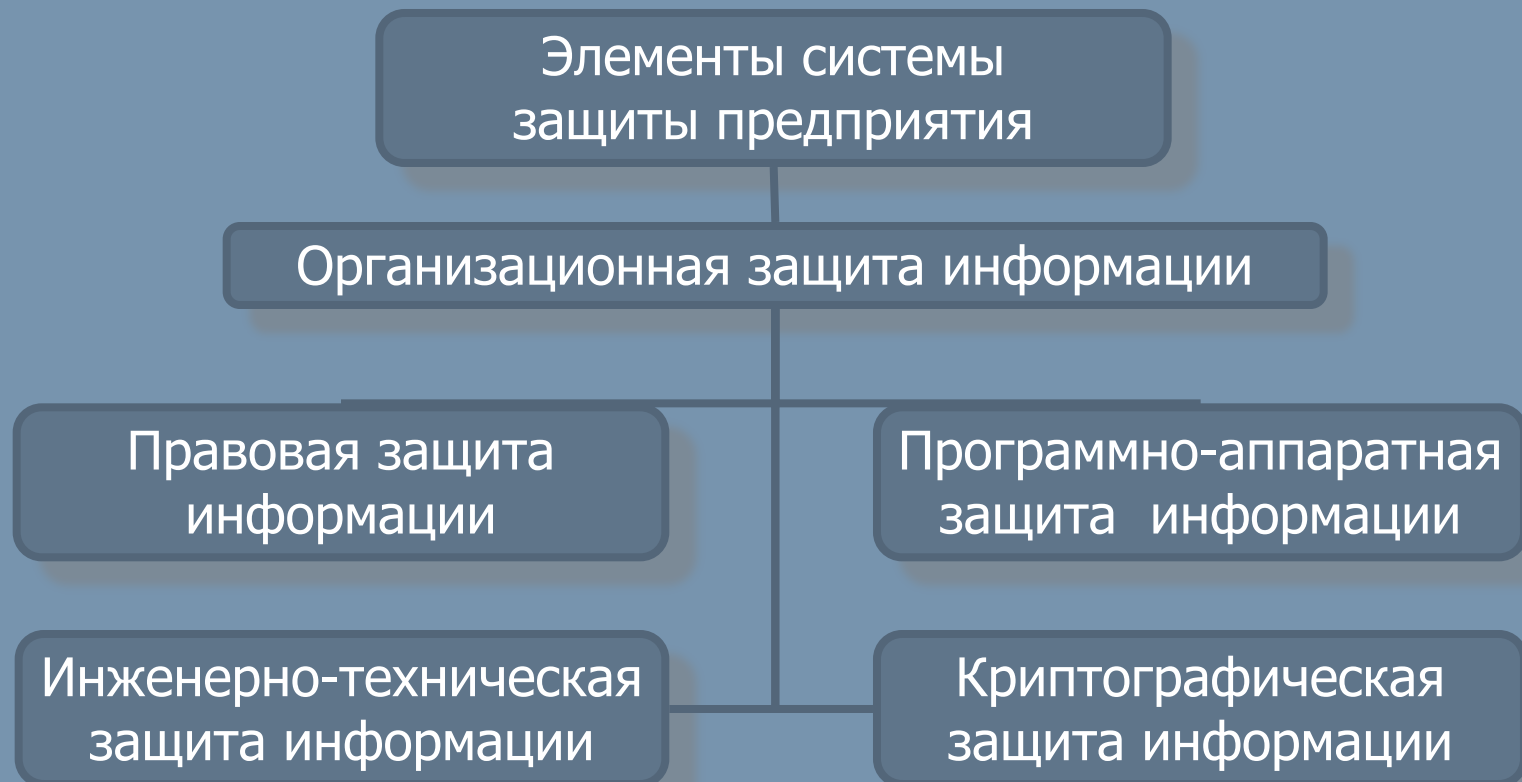 Элементы системы
защиты предприятия
Организационная защита информации
Правовая защита
информации
Программно-аппаратная
защита  информации
Инженерно-техническая
защита информации
Криптографическая
защита информации